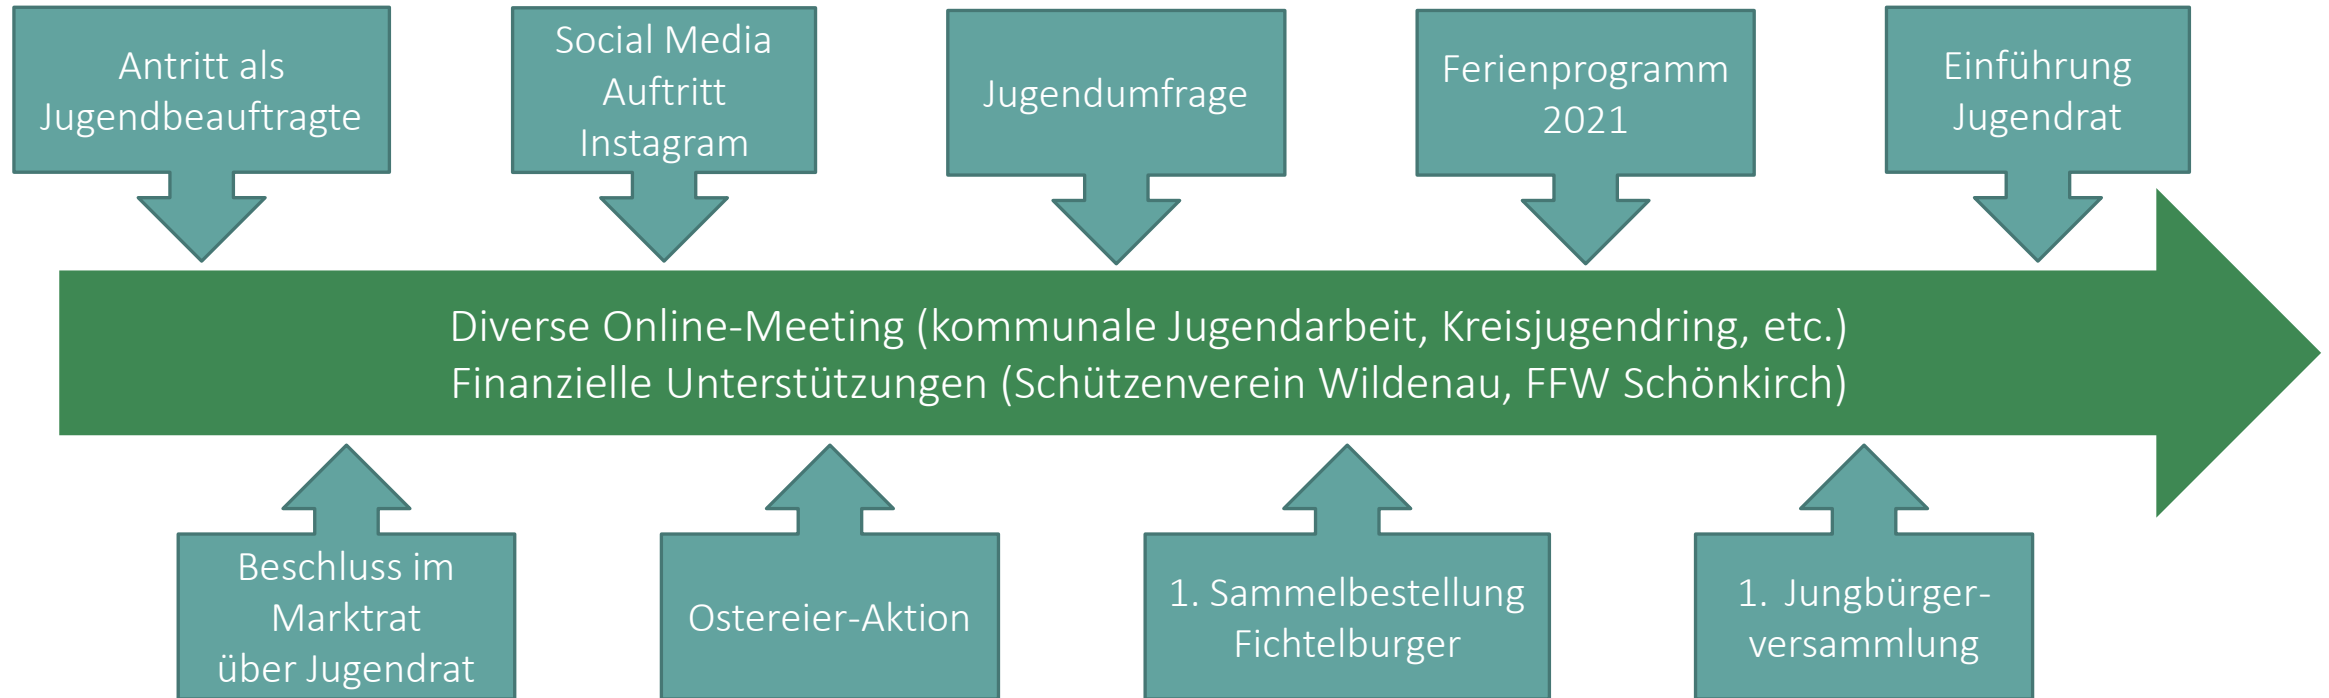 Antritt als
Jugendbeauftragte
Social Media
Auftritt
Instagram
Jugendumfrage
Ferienprogramm
2021
Einführung
Jugendrat
Diverse Online-Meeting (kommunale Jugendarbeit, Kreisjugendring, etc.)
Finanzielle Unterstützungen (Schützenverein Wildenau, FFW Schönkirch)
Beschluss im
Marktrat
über Jugendrat
Ostereier-Aktion
1. Sammelbestellung
Fichtelburger
1. Jungbürger-
versammlung